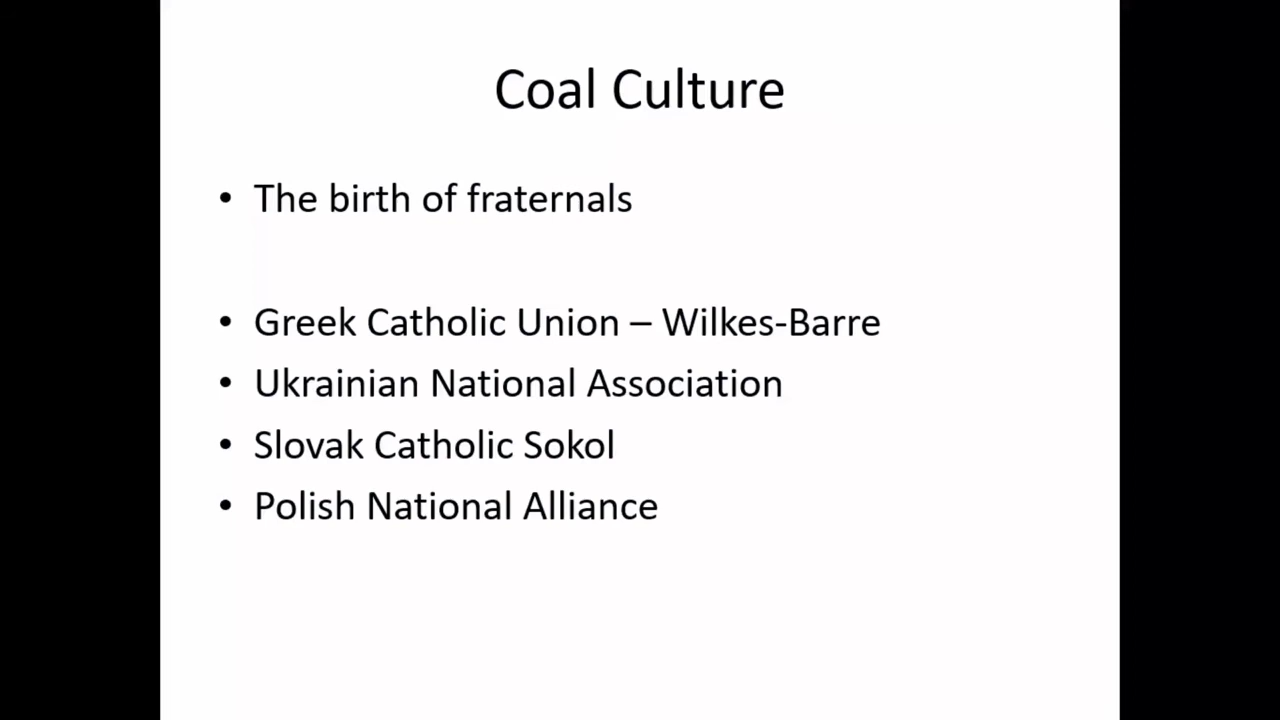 Coal Culture
• The birth of fraternals
• Greek Catholic Union – Wilkes-Barre
• Ukrainian National Association
• Slovak Catholic Sokol
• Polish National Alliance